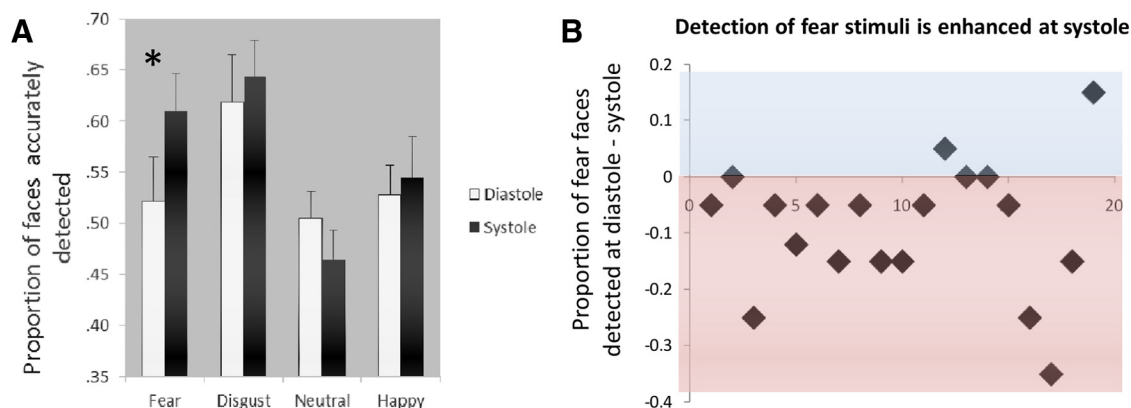 A
Proportion of faces accurately
detected
.70
.65
.60
.55
.50
.45
.40
.35
*
Fear
Disgust
Neutral
Happy
Diastole
Systole
B
Detection of fear stimuli is enhanced at systole
Proportion of fear faces
detected at diastole - systole
0.2
0.1
0
-0.1
-0.2
-0.3
-0.4
0
5
10
15
20